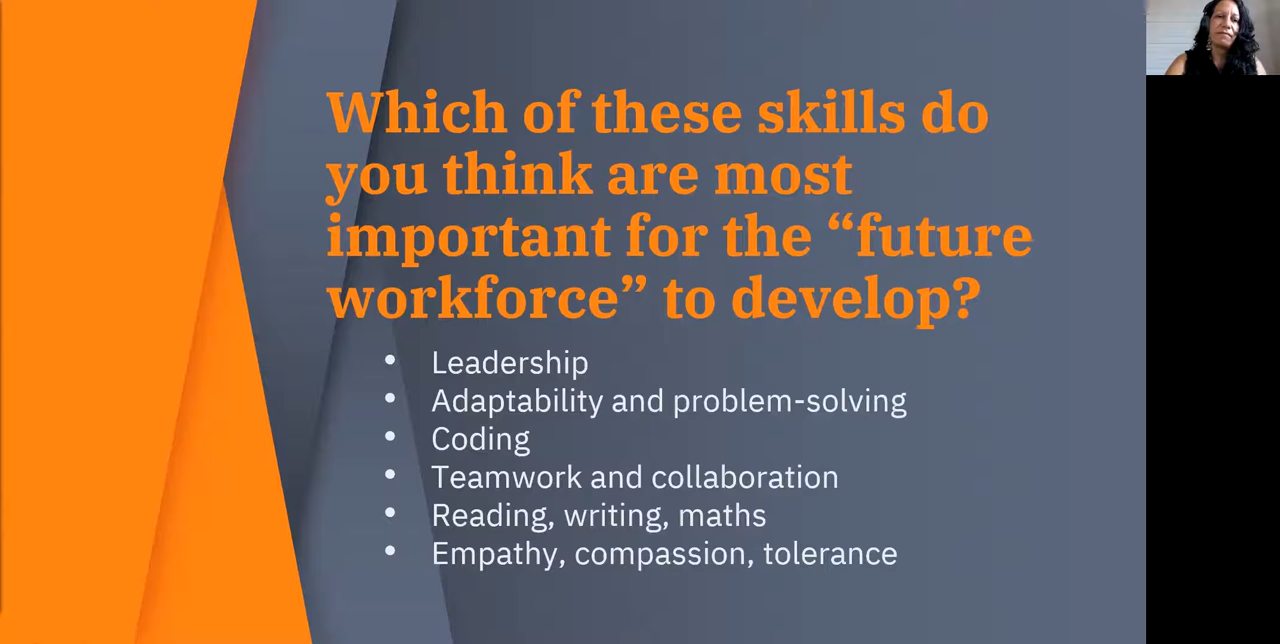 Which of these skills do
you think are most
important for the “future
workforce” to develop?
• Leadership
• Adaptability and problem-solving
• Coding
• Teamwork and collaboration
• Reading, writing, maths
• Empathy, compassion, tolerance